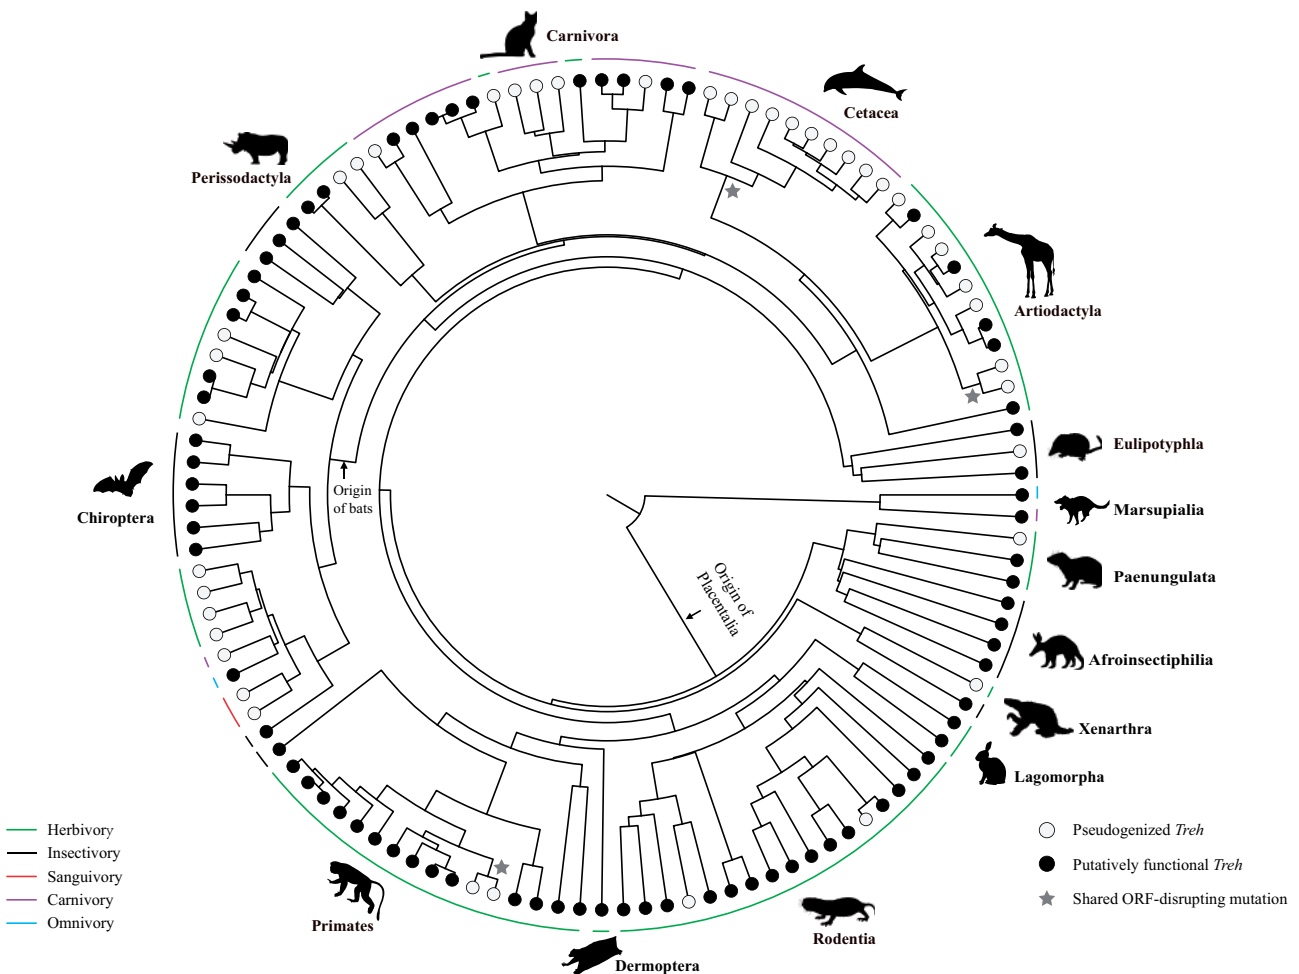 Carnivora
Cetacea
Perissodactyla
Artiodactyla
Eulipotyphla
Chiroptera
Origin
of bats
Marsupialia
Origin of
Placentalia
Paenungulata
Afroinsectiphilia
Xenarthra
Lagomorpha
Herbivory
Insectivory
Sanguivory
Carnivory
Omnivory
Pseudogenized Treh
Putatively functional Treh
Shared ORF-disrupting mutation
Primates
Rodentia
Dermoptera